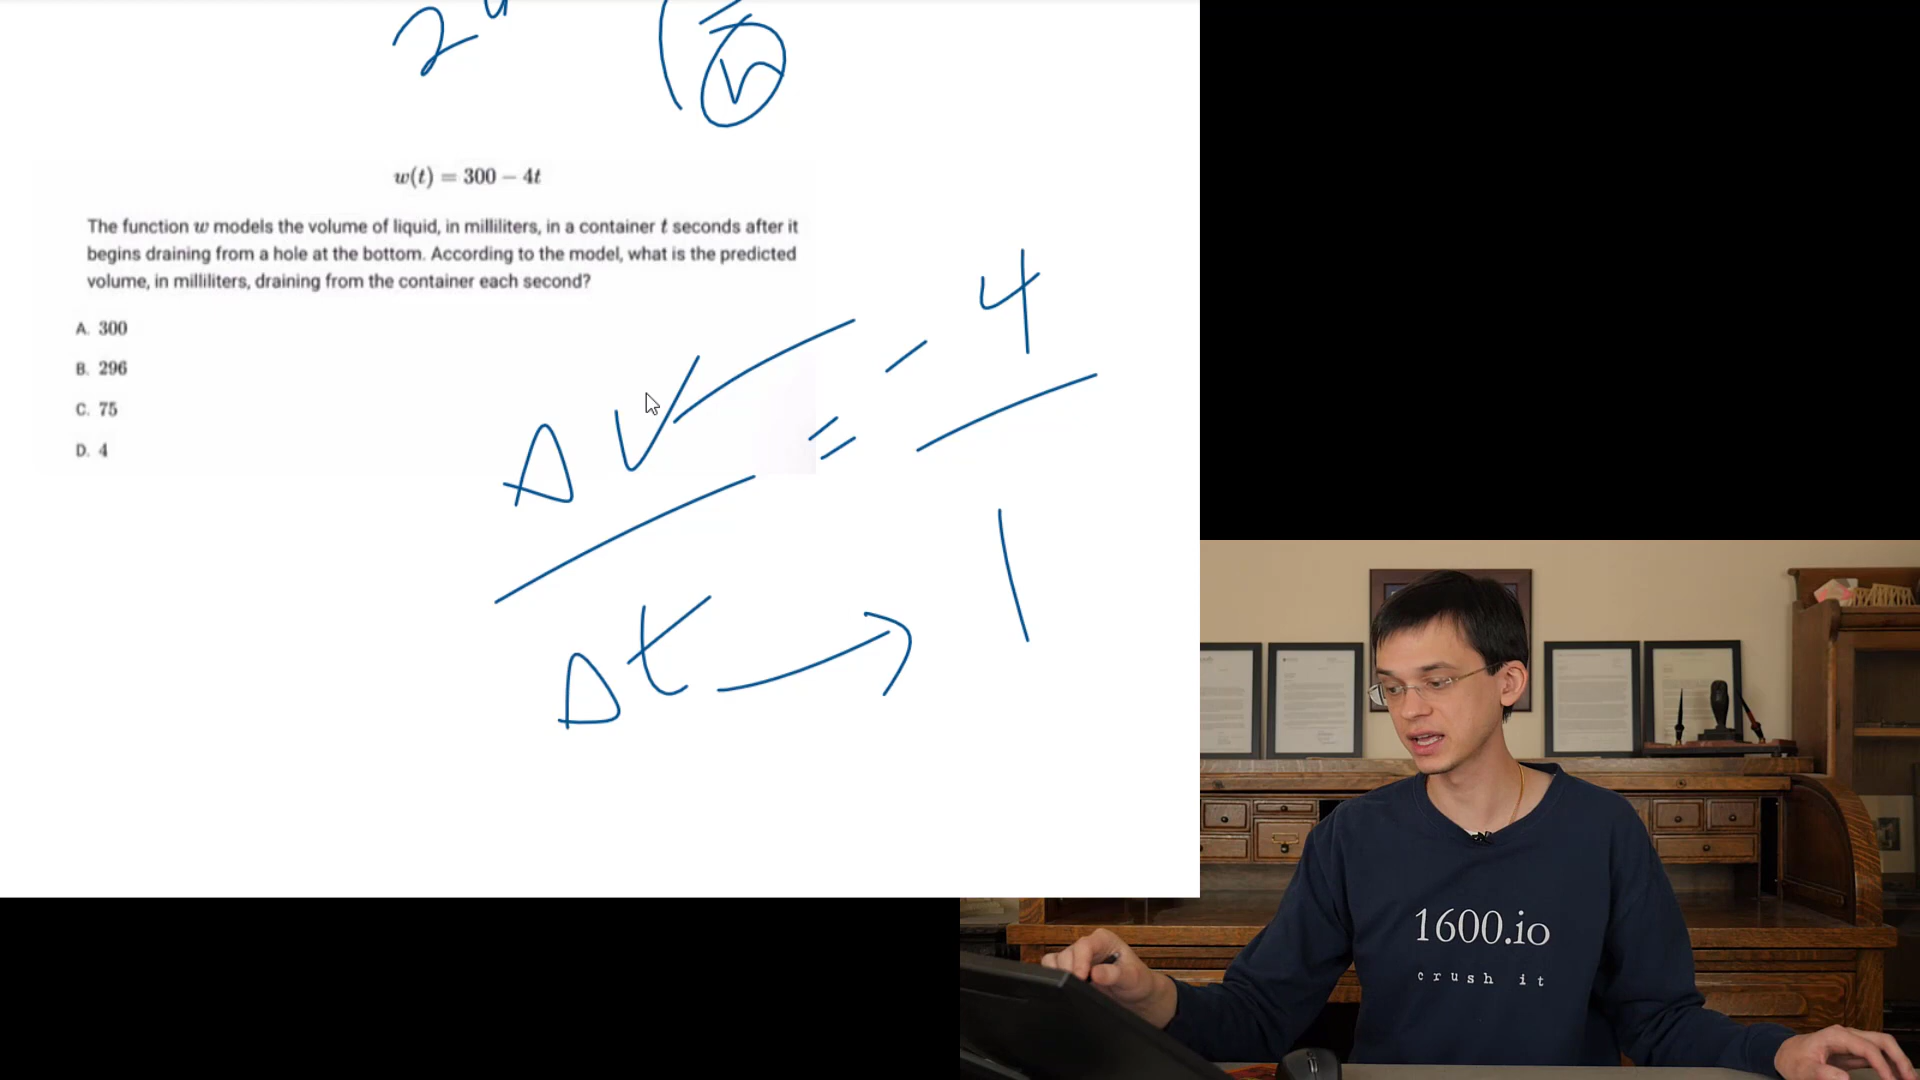 2
w(t) = 300 − 4t
The function w models the volume of liquid, in milliliters, in a container t seconds after it
begins draining from a hole at the bottom. According to the model, what is the predicted
volume, in milliliters, draining from the container each second?
A. 300
B. 296
C. 75
D. 4
ΔV = -4
Δt → 1
1600.io
crush it